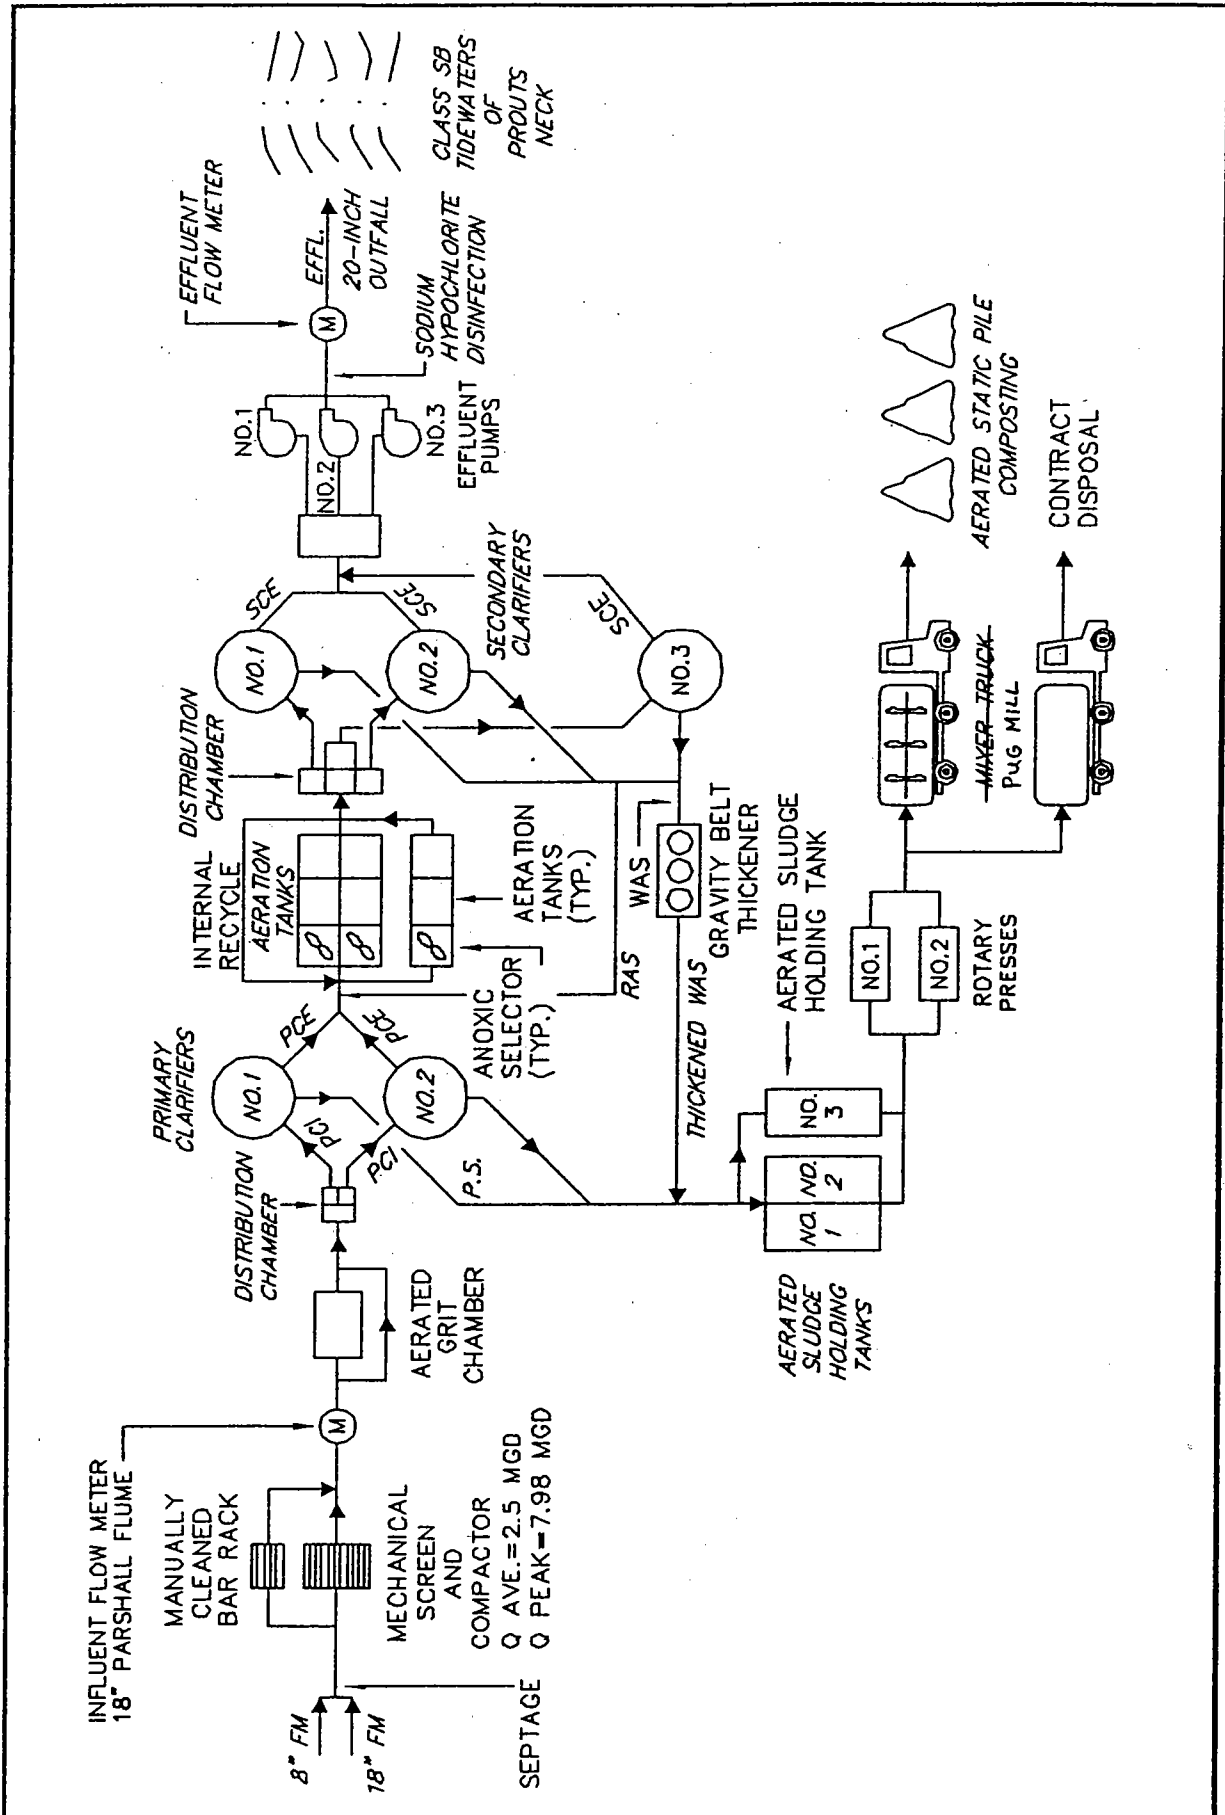 INFLUENT FLOW METER
18" PARSHALL FLUME
MANUALLY
CLEANED
BAR RACK
8" FM
18" FM
SEPTAGE
MECHANICAL
SCREEN
AND
COMPACTOR
Q AVE.=2.5 MGD
Q PEAK=7.98 MGD
M
AERATED
GRIT
CHAMBER
DISTRIBUTION
CHAMBER
PRIMARY
CLARIFIERS
PCI
PCI
NO.1
NO.2
PCE
PCE
P.S.
INTERNAL
RECYCLE
AERATION
TANKS
ANOXIC
SELECTOR
(TYP.)
AERATION
TANKS
(TYP.)
RAS
DISTRIBUTION
CHAMBER
NO.1
NO.2
NO.3
SCE
SCE
SCE
SECONDARY
CLARIFIERS
WAS
GRAVITY BELT
THICKENER
THICKENED WAS
NO.1
NO.2
NO.3
EFFLUENT
PUMPS
SODIUM
HYPOCHLORITE
DISINFECTION
EFFLUENT
FLOW METER
M
EFFL.
20-INCH
OUTFALL
CLASS SB
TIDEWATERS
OF
PROUTS
NECK
AERATED
SLUDGE
HOLDING
TANKS
NO.
1
NO.
2
NO.
3
AERATED SLUDGE
HOLDING TANK
NO.1
NO.2
ROTARY
PRESSES
MIXER TRUCK
PUG MILL
AERATED STATIC PILE
COMPOSTING
CONTRACT
DISPOSAL